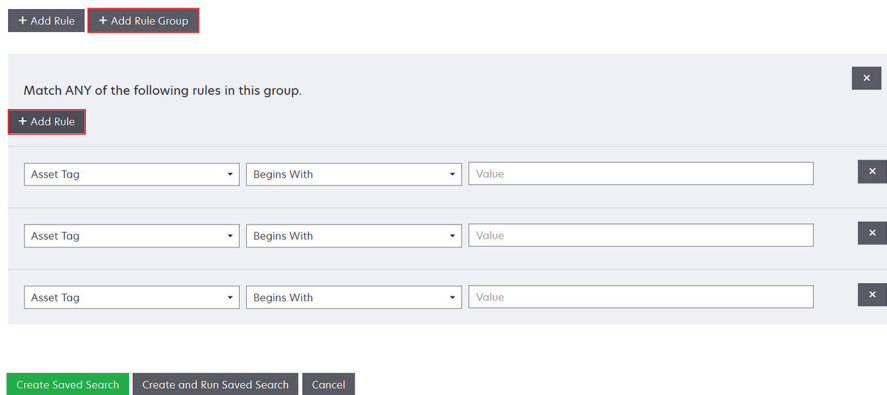 + Add Rule + Add Rule Group
×
Match ANY of the following rules in this group.
+ Add Rule
Asset Tag Begins With Value ×
Asset Tag Begins With Value ×
Asset Tag Begins With Value ×
Create Saved Search Create and Run Saved Search Cancel